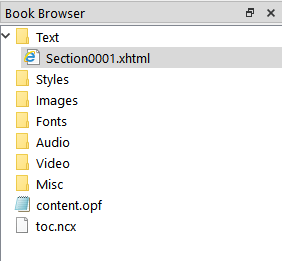 Book Browser
Text
Section0001.xhtml
Styles
Images
Fonts
Audio
Video
Misc
content.opf
toc.ncx